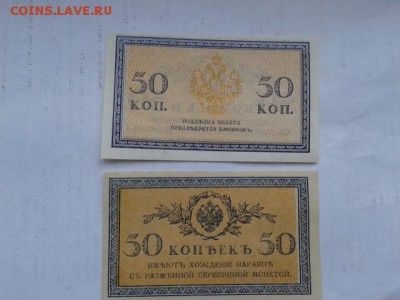 COINS.LAVE.RU
50 50
КОП. КОП.
ПОДДѢЛКА БИЛЕТА
ПРЕСЛѢДУЕТСЯ ЗАКОНОМЪ.
50 КОПѢЕКЪ 50
ИМѢЮТЪ ХОЖДЕНІЕ НАРАВНѢ
СЪ РАЗМѢННОЙ СЕРЕБРЯНОЙ МОНЕТОЙ.